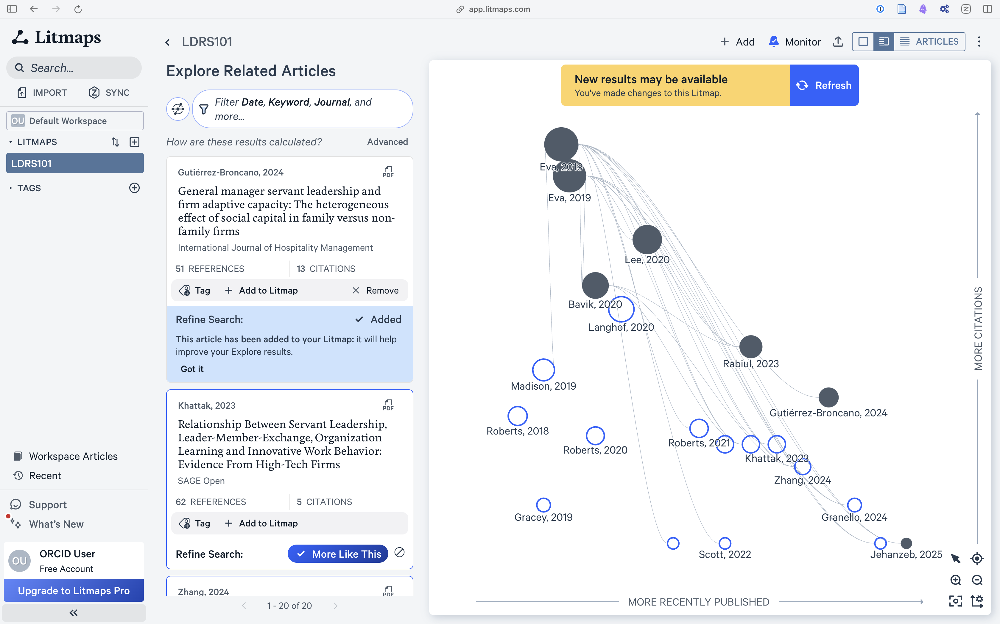 app.litmaps.com
Litmaps
Search...
IMPORT
SYNC
OU Default Workspace
LITMAPS
LDRS101
TAGS
Workspace Articles
Recent
Support
What's New
OU
ORCID User
Free Account
Upgrade to Litmaps Pro
LDRS101
Add
Monitor
ARTICLES
Explore Related Articles
Filter Date, Keyword, Journal, and
more...
How are these results calculated?
Advanced
Gutiérrez-Broncano, 2024
PDF
General manager servant leadership and
firm adaptive capacity: The heterogeneous
effect of social capital in family versus non-
family firms
International Journal of Hospitality Management
51 REFERENCES
13 CITATIONS
Tag
Add to Litmap
Remove
Refine Search:
Added
This article has been added to your Litmap: it will help
improve your Explore results.
Got it
Khattak, 2023
PDF
Relationship Between Servant Leadership,
Leader-Member-Exchange, Organization
Learning and Innovative Work Behavior:
Evidence From High-Tech Firms
SAGE Open
62 REFERENCES
5 CITATIONS
Tag
Add to Litmap
Refine Search:
More Like This
Zhang, 2024
PDF
1 - 20 of 20
New results may be available
You've made changes to this Litmap.
Refresh
Eva, 2019
Eva, 2019
Lee, 2020
Bavik, 2020
Langhof, 2020
Rabiul, 2023
Madison, 2019
Gutiérrez-Broncano, 2024
Roberts, 2018
Roberts, 2021
Roberts, 2020
Khattak, 2023
Zhang, 2024
Gracey, 2019
Granello, 2024
Scott, 2022
Jehanzeb, 2025
MORE CITATIONS
MORE RECENTLY PUBLISHED